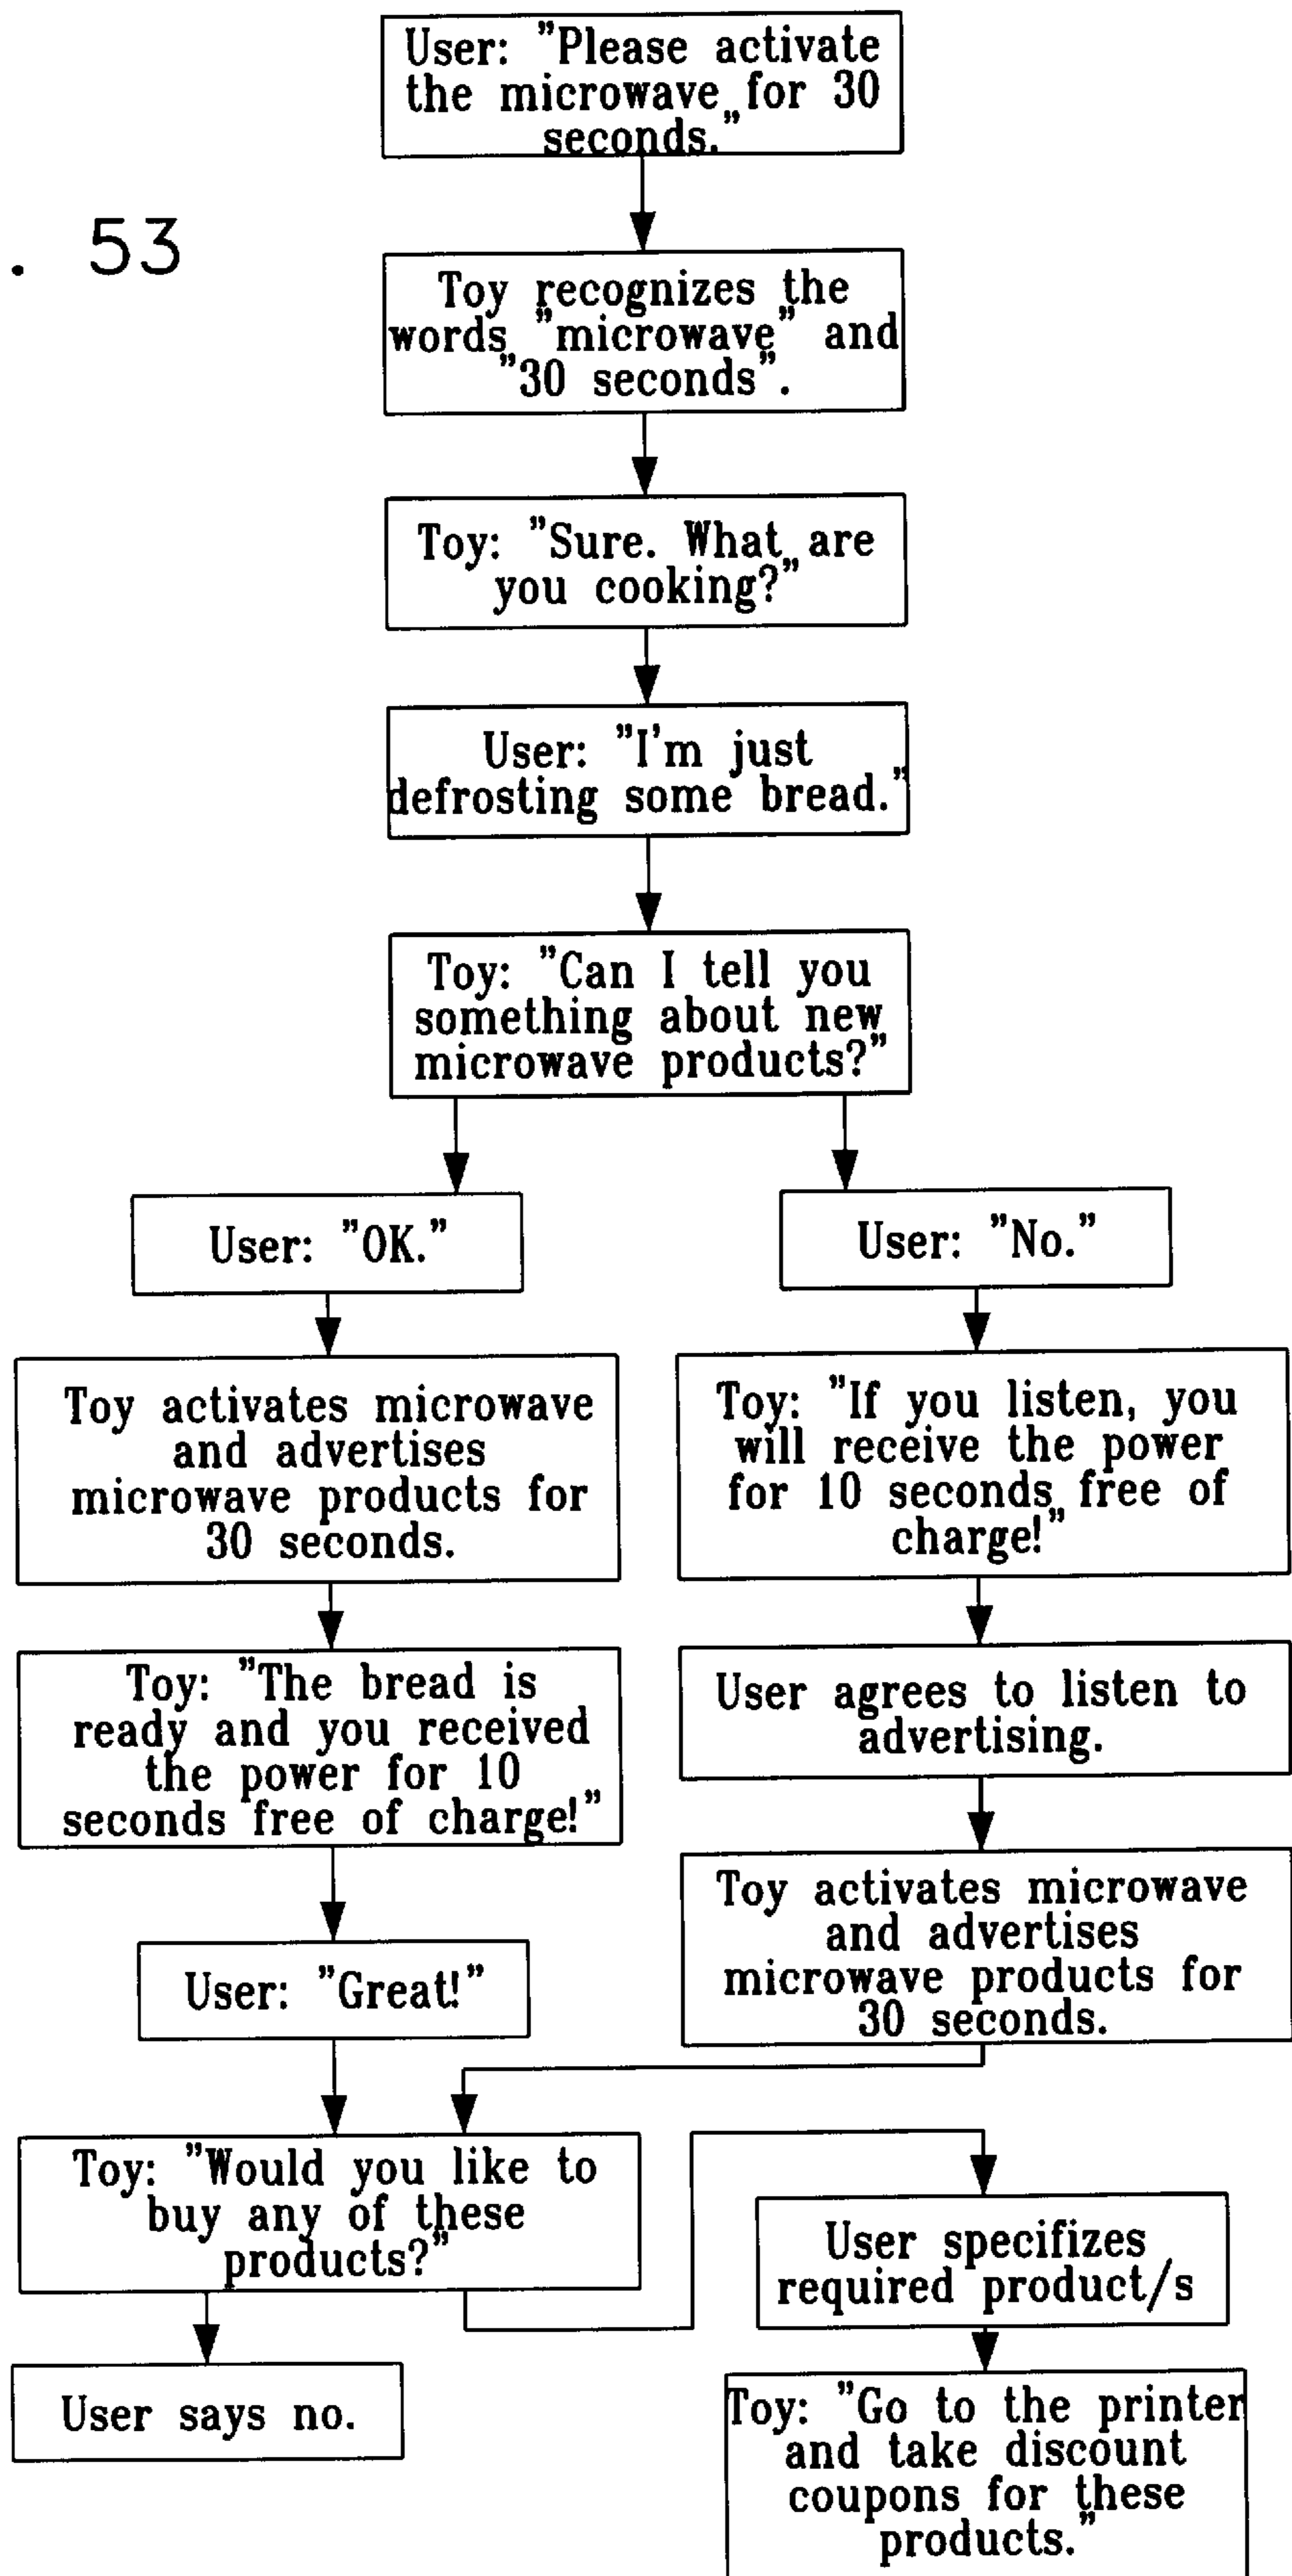 User: "Please activate
the microwave for 30
seconds."
. 53
Toy recognizes the
words "microwave" and
"30 seconds".
Toy: "Sure. What are
you cooking?"
User: "I'm just
defrosting some bread."
Toy: "Can I tell you
something about new
microwave products?"
User: "OK."
User: "No."
Toy activates microwave
and advertises
microwave products for
30 seconds.
Toy: "If you listen, you
will receive the power
for 10 seconds free of
charge!"
Toy: "The bread is
ready and you received
the power for 10
seconds free of charge!"
User agrees to listen to
advertising.
Toy activates microwave
and advertises
microwave products for
30 seconds.
User: "Great!"
Toy: "Would you like to
buy any of these
products?"
User specifizes
required product/s
User says no.
Toy: "Go to the printer
and take discount
coupons for these
products."